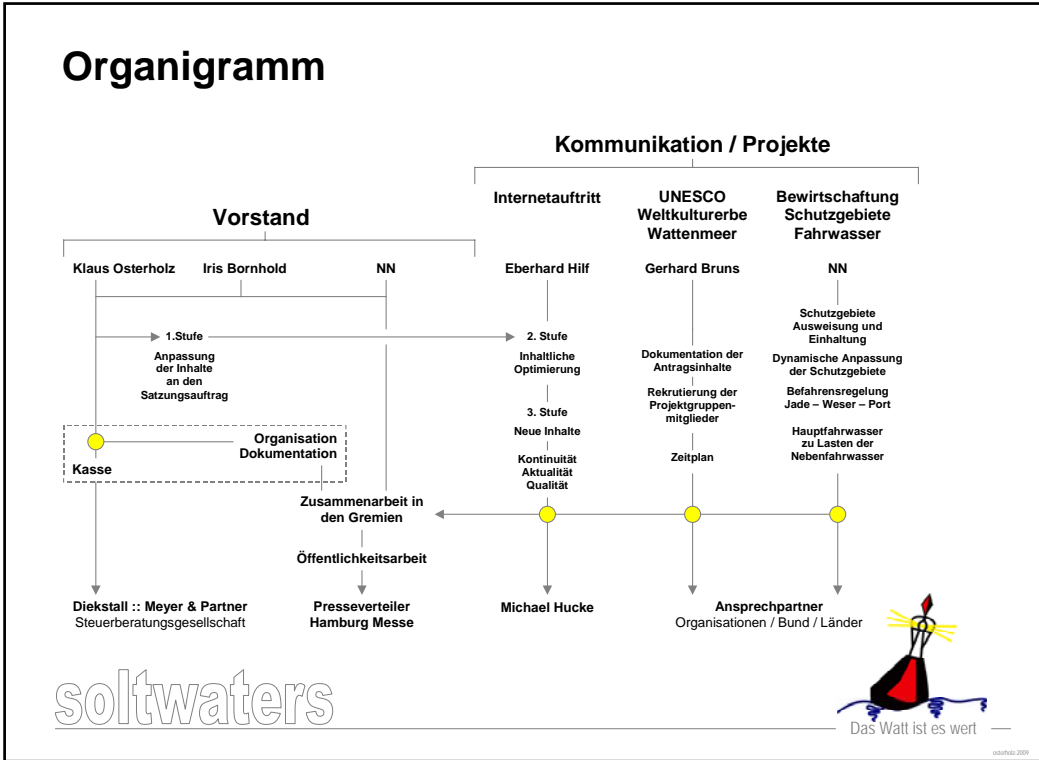 Organigramm
Kommunikation / Projekte
Internetauftritt
UNESCO
Weltkulturerbe
Wattenmeer
Bewirtschaftung
Schutzgebiete
Fahrwasser
Vorstand
Klaus Osterholz
Iris Bornhold
NN
Eberhard Hilf
Gerhard Bruns
NN
1.Stufe
Anpassung
der Inhalte
an den
Satzungsauftrag
2. Stufe
Inhaltliche
Optimierung
3. Stufe
Neue Inhalte
Kontinuität
Aktualität
Qualität
Dokumentation der
Antragsinhalte
Rekrutierung der
Projektgruppen-
mitglieder
Zeitplan
Schutzgebiete
Ausweisung und
Einhaltung
Dynamische Anpassung
der Schutzgebiete
Befahrensregelung
Jade – Weser – Port
Hauptfahrwasser
zu Lasten der
Nebenfahrwasser
Organisation
Dokumentation
Kasse
Zusammenarbeit in
den Gremien
Öffentlichkeitsarbeit
Diekstall :: Meyer & Partner
Steuerberatungsgesellschaft
Presseverteiler
Hamburg Messe
Michael Hucke
Ansprechpartner
Organisationen / Bund / Länder
soltwaters
Das Watt ist es wert
osterholz 2009